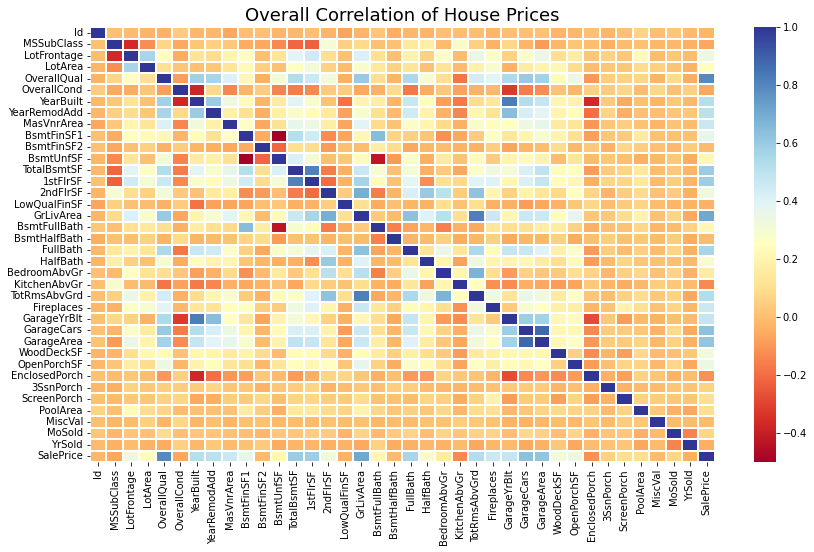 Overall Correlation of House Prices
Id
MSSubClass
LotFrontage
LotArea
OverallQual
OverallCond
YearBuilt
YearRemodAdd
MasVnrArea
BsmtFinSF1
BsmtFinSF2
BsmtUnfSF
TotalBsmtSF
1stFlrSF
2ndFlrSF
LowQualFinSF
GrLivArea
BsmtFullBath
BsmtHalfBath
FullBath
HalfBath
BedroomAbvGr
KitchenAbvGr
TotRmsAbvGrd
Fireplaces
GarageYrBlt
GarageCars
GarageArea
WoodDeckSF
OpenPorchSF
EnclosedPorch
3SsnPorch
ScreenPorch
PoolArea
MiscVal
MoSold
YrSold
SalePrice
Id
MSSubClass
LotFrontage
LotArea
OverallQual
OverallCond
YearBuilt
YearRemodAdd
MasVnrArea
BsmtFinSF1
BsmtFinSF2
BsmtUnfSF
TotalBsmtSF
1stFlrSF
2ndFlrSF
LowQualFinSF
GrLivArea
BsmtFullBath
BsmtHalfBath
FullBath
HalfBath
BedroomAbvGr
KitchenAbvGr
TotRmsAbvGrd
Fireplaces
GarageYrBlt
GarageCars
GarageArea
WoodDeckSF
OpenPorchSF
EnclosedPorch
3SsnPorch
ScreenPorch
PoolArea
MiscVal
MoSold
YrSold
SalePrice
1.0
0.8
0.6
0.4
0.2
0.0
−0.2
−0.4